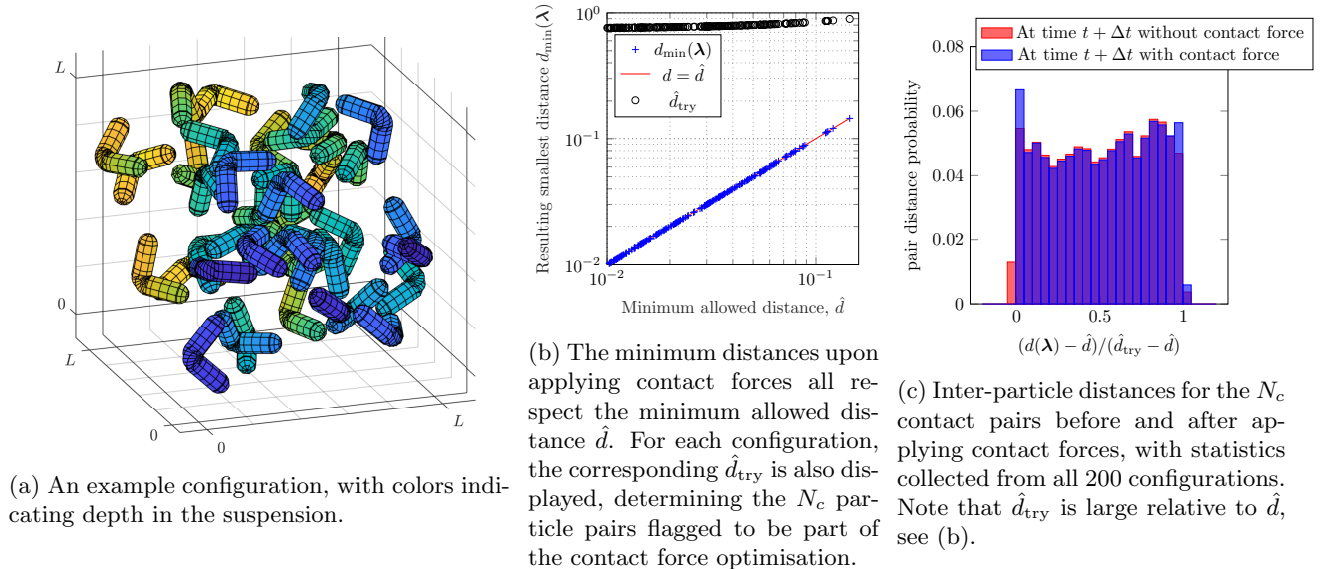 L
0
L
0
0
L
(a) An example configuration, with colors indi-
cating depth in the suspension.
Resulting smallest distance d_min(λ)
10^0
10^−1
10^−2
d_min(λ)
d = d̂
d̂_try
10^−2
10^−1
Minimum allowed distance, d̂
(b) The minimum distances upon
applying contact forces all re-
spect the minimum allowed dis-
tance d̂. For each configuration,
the corresponding d̂_try is also dis-
played, determining the N_c par-
ticle pairs flagged to be part of
the contact force optimisation.
At time t + Δt without contact force
At time t + Δt with contact force
pair distance probability
0.08
0.06
0.04
0.02
0
0
0.5
1
(d(λ) − d̂)/(d̂_try − d̂)
(c) Inter-particle distances for the N_c
contact pairs before and after ap-
plying contact forces, with statistics
collected from all 200 configurations.
Note that d̂_try is large relative to d̂,
see (b).